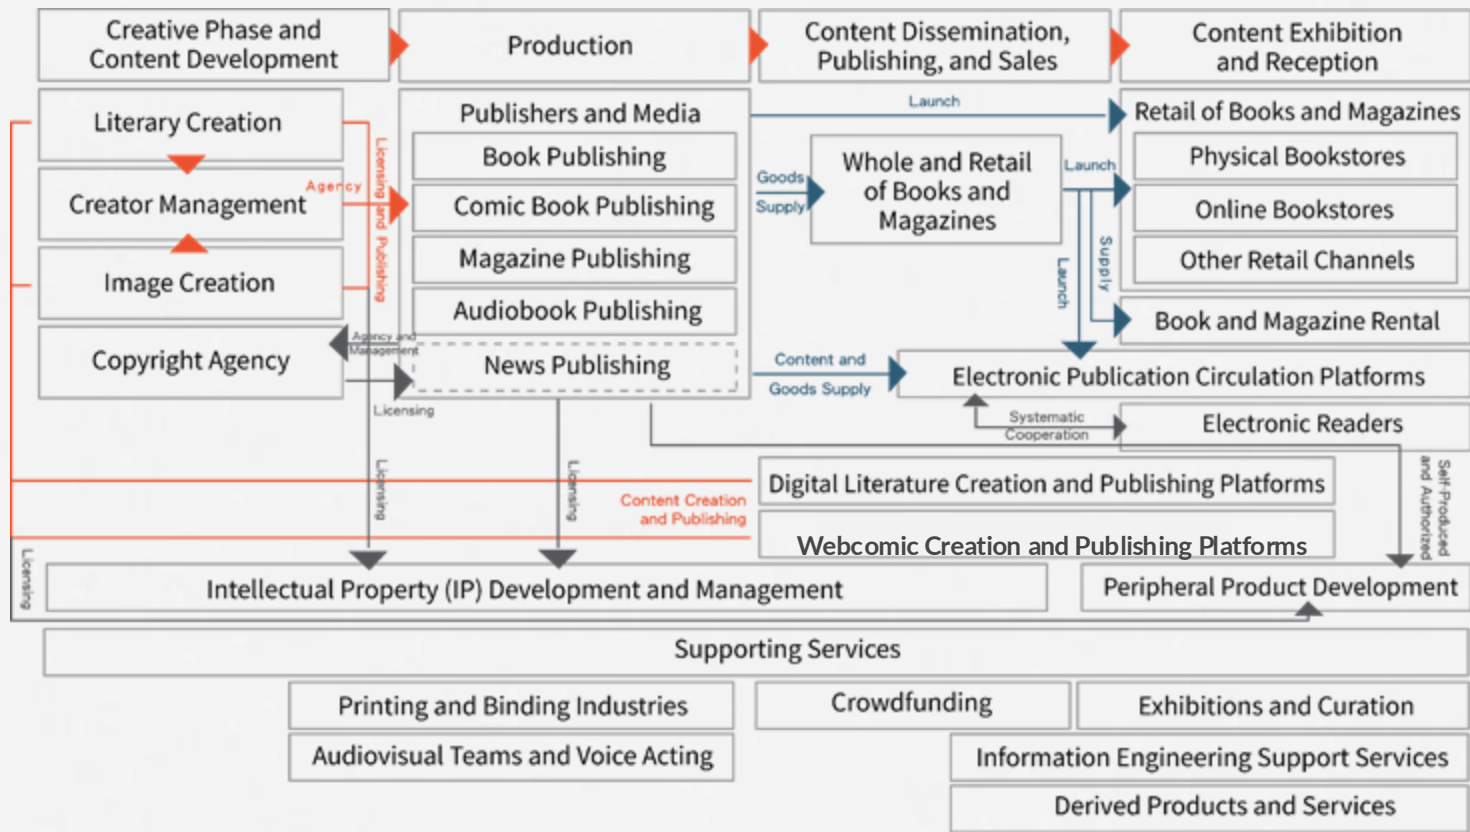 Creative Phase and
Content Development
Production
Content Dissemination,
Publishing, and Sales
Content Exhibition
and Reception
Literary Creation
Creator Management
Image Creation
Copyright Agency
Agency
Licensing and Publishing
Agency and
Management
Licensing
Publishers and Media
Book Publishing
Comic Book Publishing
Magazine Publishing
Audiobook Publishing
News Publishing
Launch
Goods
Supply
Whole and Retail
of Books and
Magazines
Launch
Launch
Supply
Retail of Books and Magazines
Physical Bookstores
Online Bookstores
Other Retail Channels
Book and Magazine Rental
Content and
Goods Supply
Electronic Publication Circulation Platforms
Systematic
Cooperation
Electronic Readers
Licensing
Licensing
Content Creation
and Publishing
Digital Literature Creation and Publishing Platforms
Webcomic Creation and Publishing Platforms
Self-Produced
and Authorized
Licensing
Intellectual Property (IP) Development and Management
Peripheral Product Development
Supporting Services
Printing and Binding Industries
Crowdfunding
Exhibitions and Curation
Audiovisual Teams and Voice Acting
Information Engineering Support Services
Derived Products and Services